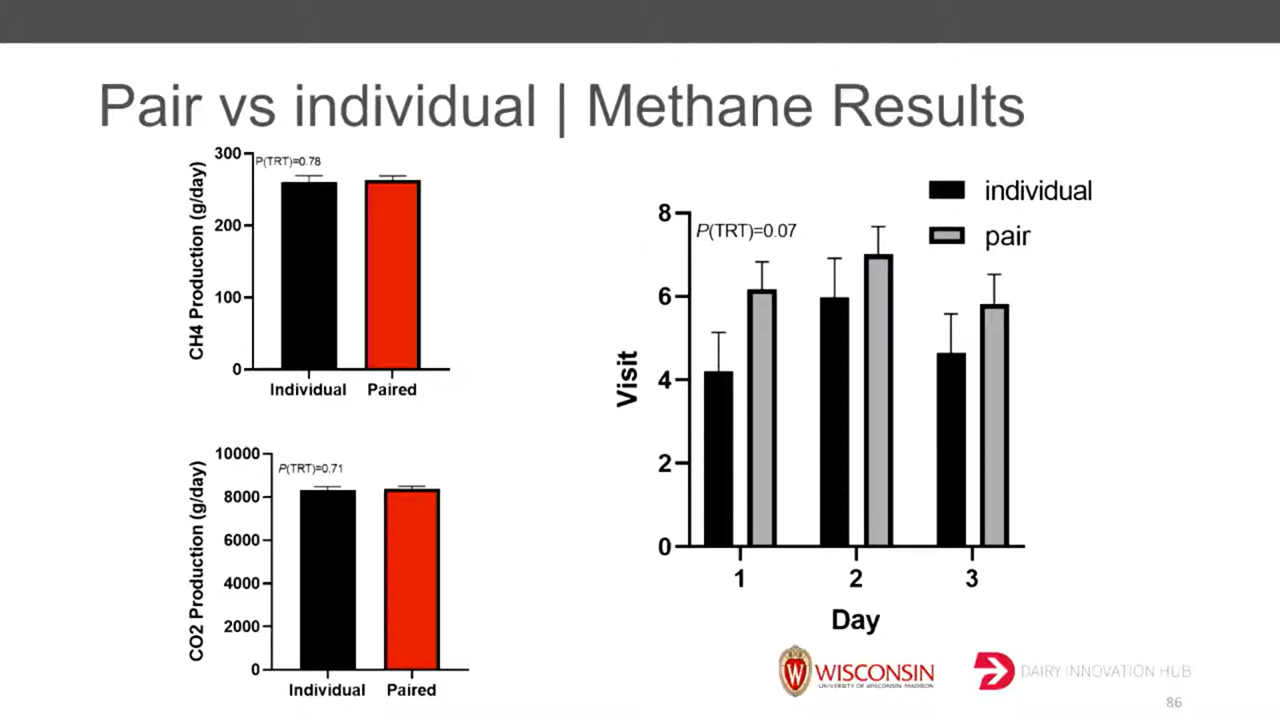 Pair vs individual | Methane Results
300
200
100
0
CH4 Production (g/day)
P(TRT)=0.78
Individual Paired
10000
8000
6000
4000
2000
0
CO2 Production (g/day)
P(TRT)=0.71
Individual Paired
individual
pair
8
6
4
2
0
Visit
P(TRT)=0.07
1 2 3
Day
W
WISCONSIN
UNIVERSITY OF WISCONSIN-MADISON
DAIRY INNOVATION HUB
86